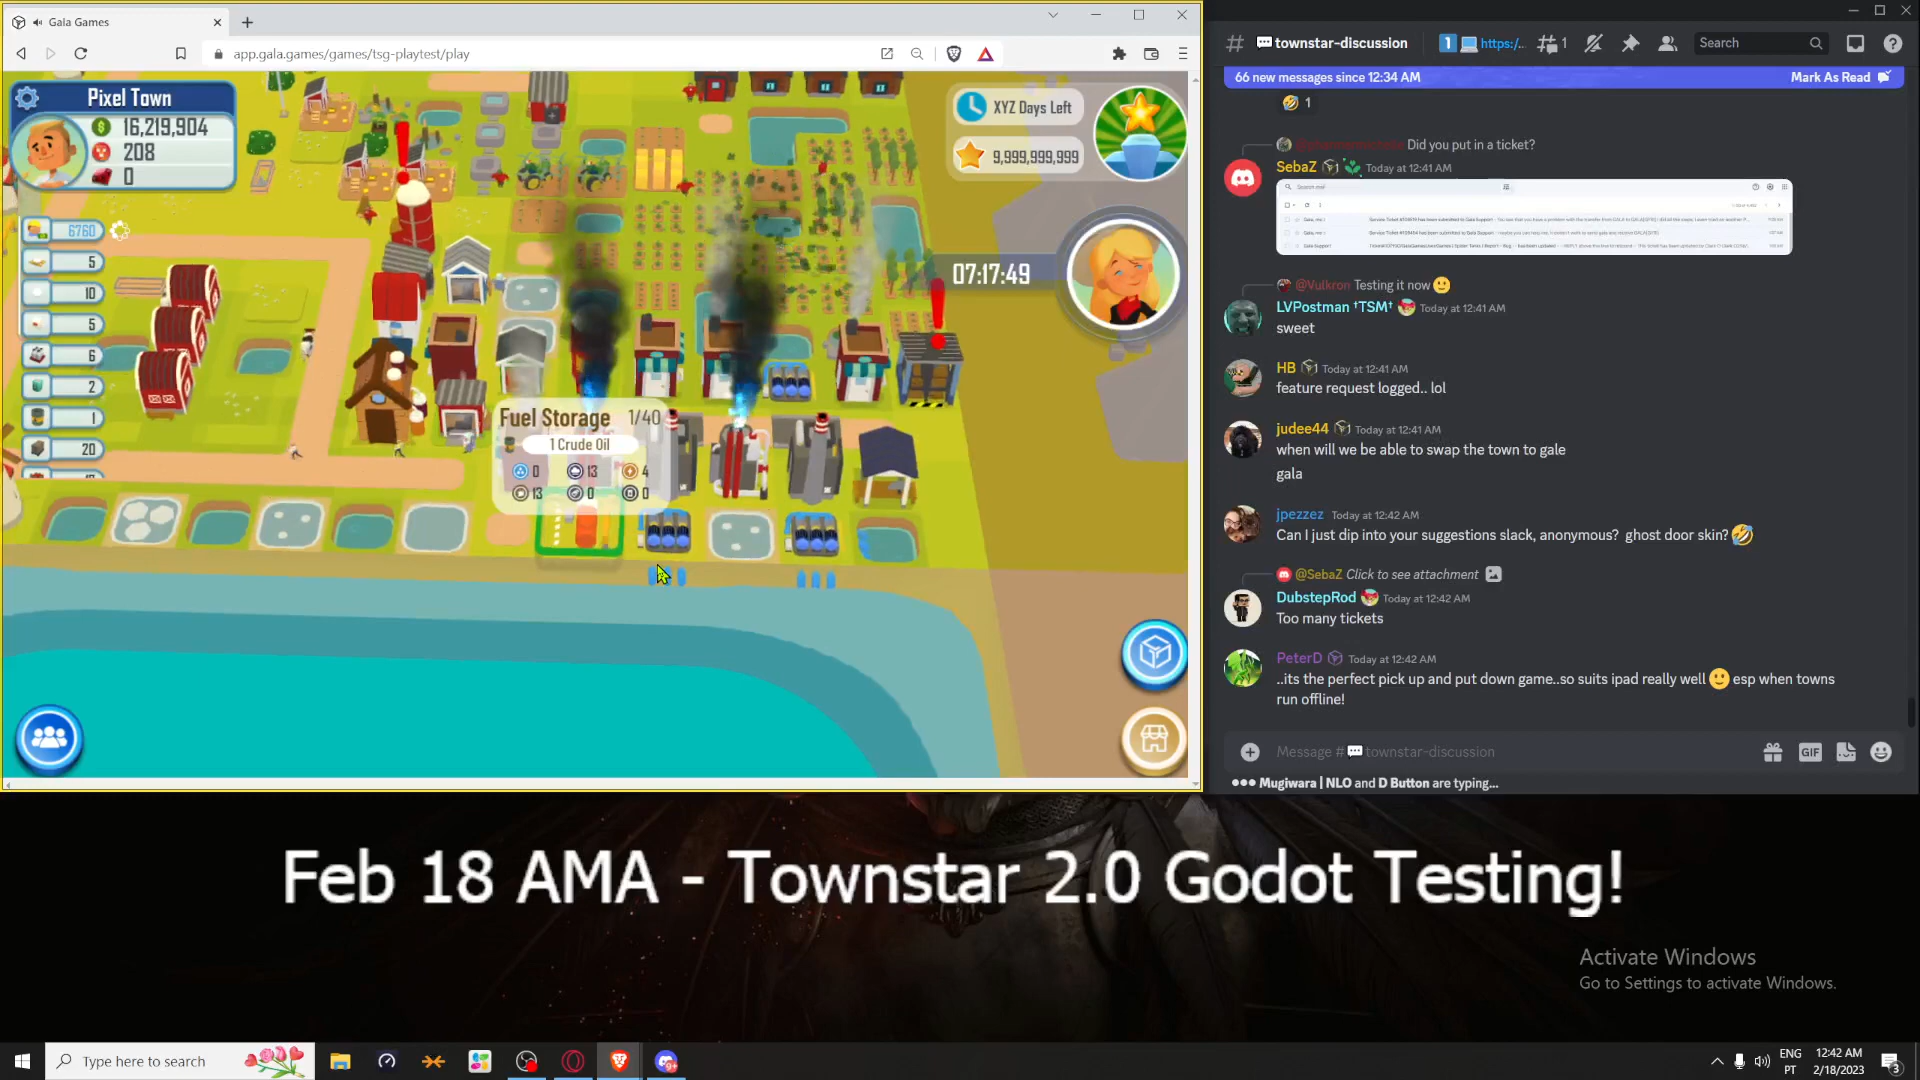 Gala Games
app.gala.games/games/tsg-playtest/play
Pixel Town
16,219,904
208
0
6760
5
10
5
6
2
1
20
XYZ Days Left
9,999,999,999
07:17:49
Fuel Storage 1/40
1 Crude Oil
0 13 4
13 0 0
townstar-discussion
1 https:/.. 1
Search
66 new messages since 12:34 AM
Mark As Read
1
Did you put in a ticket?
SebaZ Today at 12:41 AM
@Vulkron Testing it now
LVPostman †TSM† Today at 12:41 AM
sweet
HB Today at 12:41 AM
feature request logged.. lol
judee44 Today at 12:41 AM
when will we be able to swap the town to gale
gala
jpezzez Today at 12:42 AM
Can I just dip into your suggestions slack, anonymous? ghost door skin?
@SebaZ Click to see attachment
DubstepRod Today at 12:42 AM
Too many tickets
PeterD Today at 12:42 AM
..its the perfect pick up and put down game..so suits ipad really well esp when towns
run offline!
Message # townstar-discussion
GIF
Mugiwara | NLO and D Button are typing...
Feb 18 AMA - Townstar 2.0 Godot Testing!
Activate Windows
Go to Settings to activate Windows.
Type here to search
9+
ENG
PT
12:42 AM
2/18/2023
3